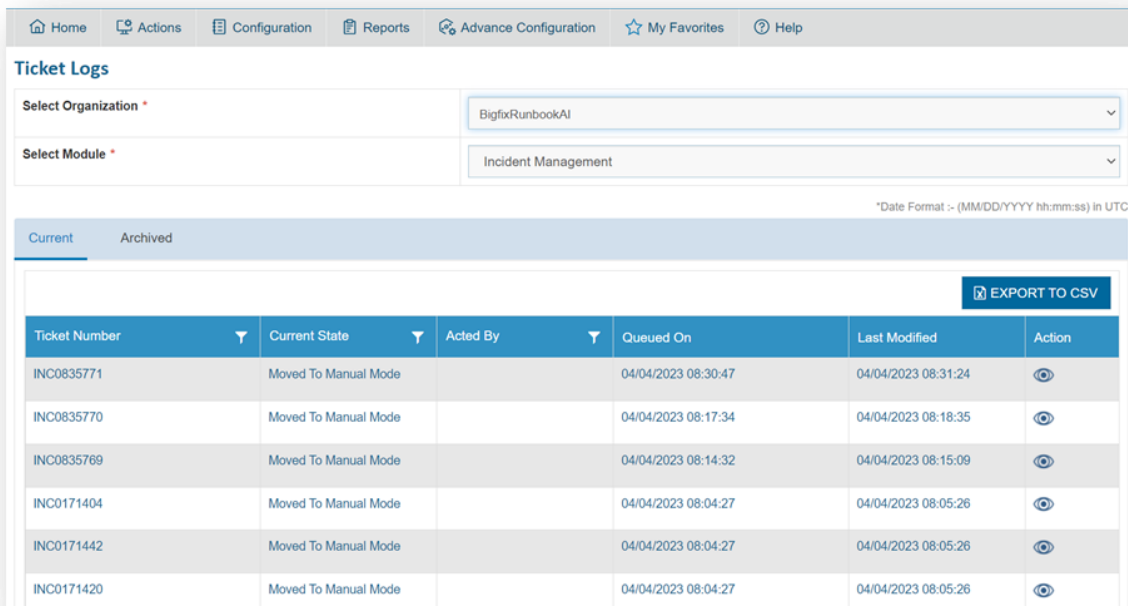 Home Actions Configuration Reports Advance Configuration My Favorites Help
Ticket Logs
Select Organization * BigfixRunbookAI
Select Module * Incident Management
*Date Format :- (MM/DD/YYYY hh:mm:ss) in UTC
Current Archived
EXPORT TO CSV
Ticket Number Current State Acted By Queued On Last Modified Action
INC0835771 Moved To Manual Mode 04/04/2023 08:30:47 04/04/2023 08:31:24
INC0835770 Moved To Manual Mode 04/04/2023 08:17:34 04/04/2023 08:18:35
INC0835769 Moved To Manual Mode 04/04/2023 08:14:32 04/04/2023 08:15:09
INC0171404 Moved To Manual Mode 04/04/2023 08:04:27 04/04/2023 08:05:26
INC0171442 Moved To Manual Mode 04/04/2023 08:04:27 04/04/2023 08:05:26
INC0171420 Moved To Manual Mode 04/04/2023 08:04:27 04/04/2023 08:05:26